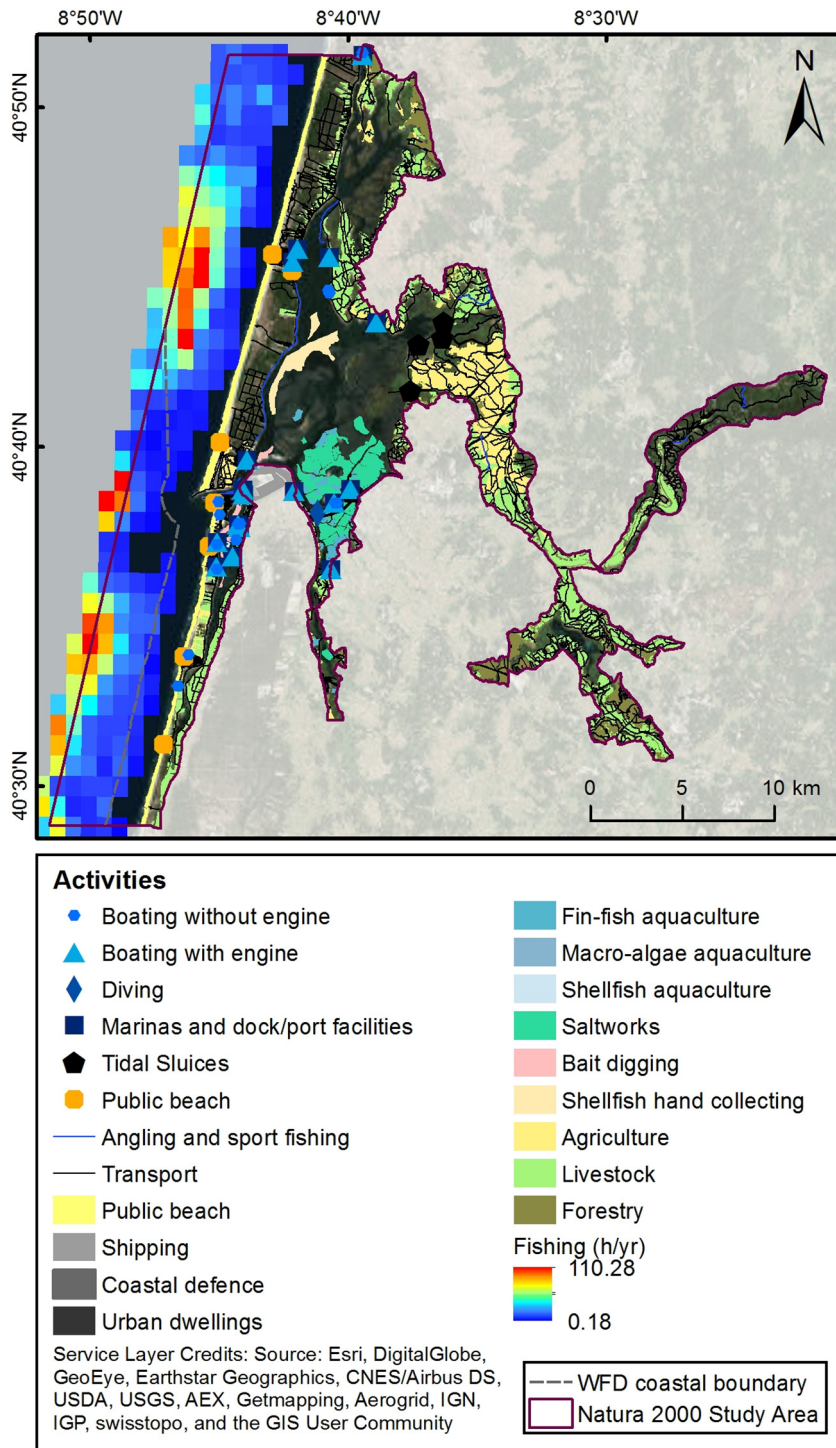 8°50'W
8°40'W
8°30'W
N
40°50'N
40°40'N
40°30'N
0 5 10 km
Activities
Boating without engine
Boating with engine
Diving
Marinas and dock/port facilities
Tidal Sluices
Public beach
Angling and sport fishing
Transport
Public beach
Shipping
Coastal defence
Urban dwellings
Fin-fish aquaculture
Macro-algae aquaculture
Shellfish aquaculture
Saltworks
Bait digging
Shellfish hand collecting
Agriculture
Livestock
Forestry
Fishing (h/yr)
110.28
0.18
Service Layer Credits: Source: Esri, DigitalGlobe,
GeoEye, Earthstar Geographics, CNES/Airbus DS,
USDA, USGS, AEX, Getmapping, Aerogrid, IGN,
IGP, swisstopo, and the GIS User Community
WFD coastal boundary
Natura 2000 Study Area